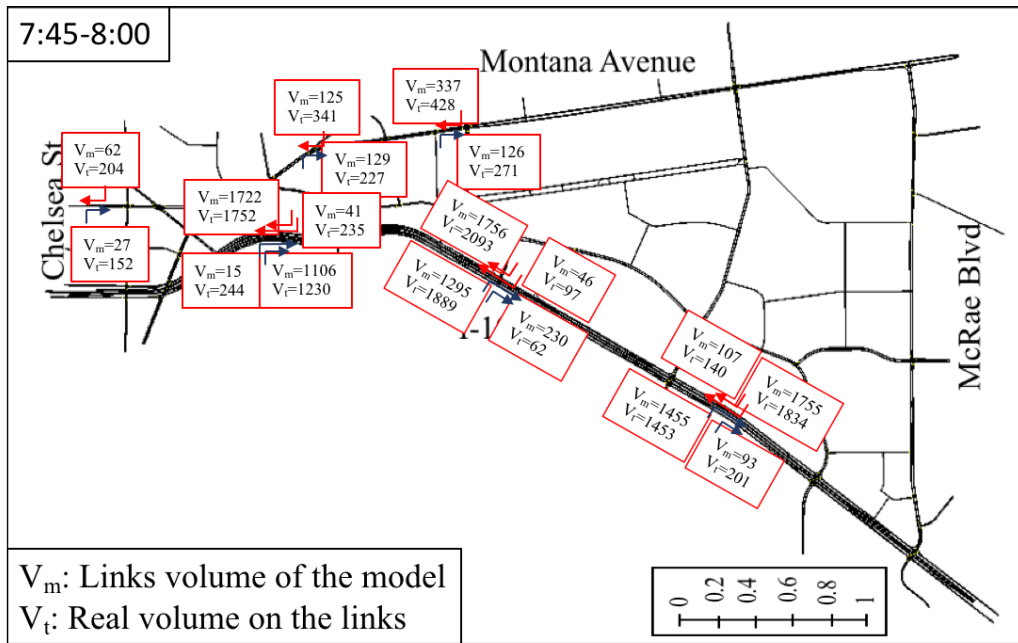 7:45-8:00
Montana Avenue
Vm=337
Vt=428
Vm=125
Vt=341
Vm=62
Vt=204
Vm=129
Vt=227
Vm=126
Vt=271
Chelsea St
Vm=1722
Vt=1752
Vm=41
Vt=235
Vm=1756
Vt=2093
Vm=27
Vt=152
Vm=15
Vt=244
Vm=1106
Vt=1230
Vm=1295
Vt=1889
Vm=46
Vt=97
Vm=230
Vt=62
McRae Blvd
Vm=107
Vt=140
Vm=1755
Vt=1834
Vm=1455
Vt=1453
Vm=93
Vt=201
Vm: Links volume of the model
Vt: Real volume on the links
0
0.2
0.4
0.6
0.8
1